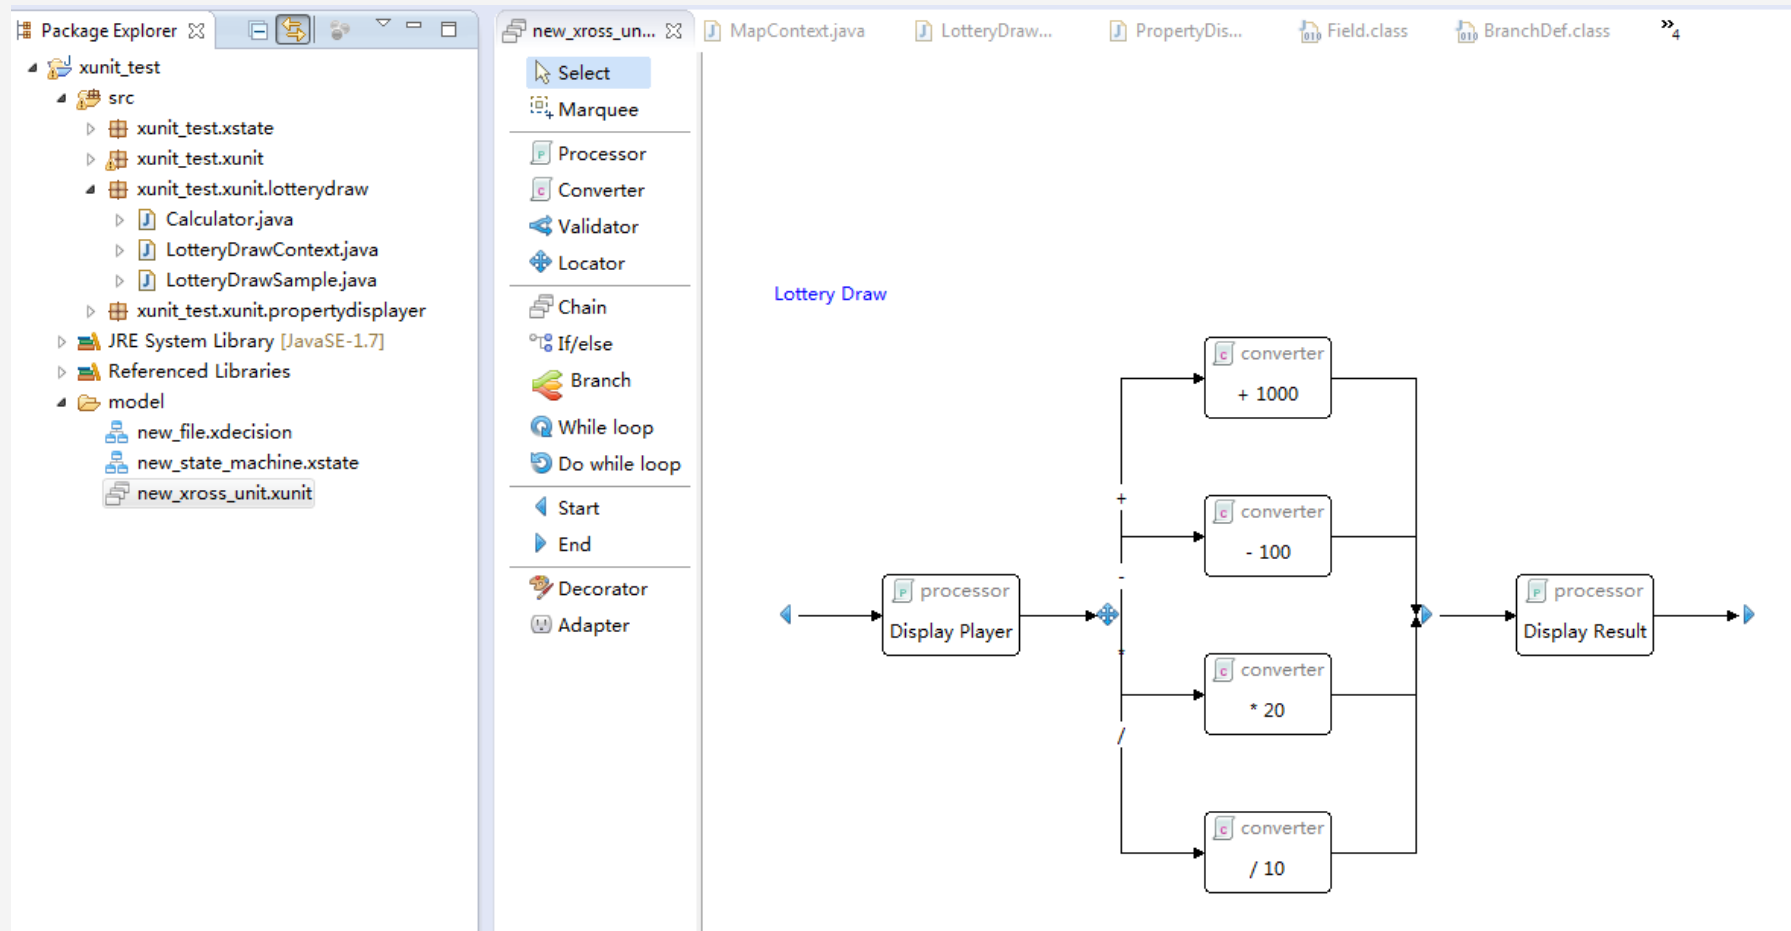 Package Explorer
xunit_test
src
xunit_test.xstate
xunit_test.xunit
xunit_test.xunit.lotterydraw
Calculator.java
LotteryDrawContext.java
LotteryDrawSample.java
xunit_test.xunit.propertydisplayer
JRE System Library [JavaSE-1.7]
Referenced Libraries
model
new_file.xdecision
new_state_machine.xstate
new_xross_unit.xunit
new_xross_un... MapContext.java LotteryDraw... PropertyDis... Field.class BranchDef.class »4
Select
Marquee
Processor
Converter
Validator
Locator
Chain
If/else
Branch
While loop
Do while loop
Start
End
Decorator
Adapter
Lottery Draw
converter
+ 1000
+
converter
- 100
-
processor
Display Player
*
converter
* 20
/
converter
/ 10
processor
Display Result